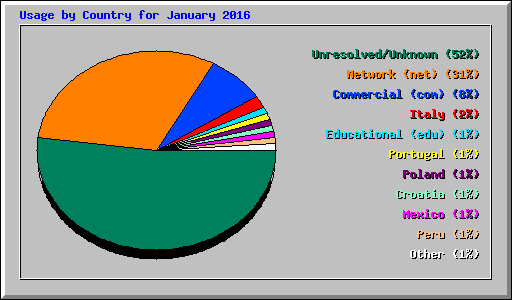 Usage by Country for January 2016
Unresolved/Unknown (52%)
Network (net) (31%)
Commercial (com) (8%)
Italy (2%)
Educational (edu) (1%)
Portugal (1%)
Poland (1%)
Croatia (1%)
Mexico (1%)
Peru (1%)
Other (1%)